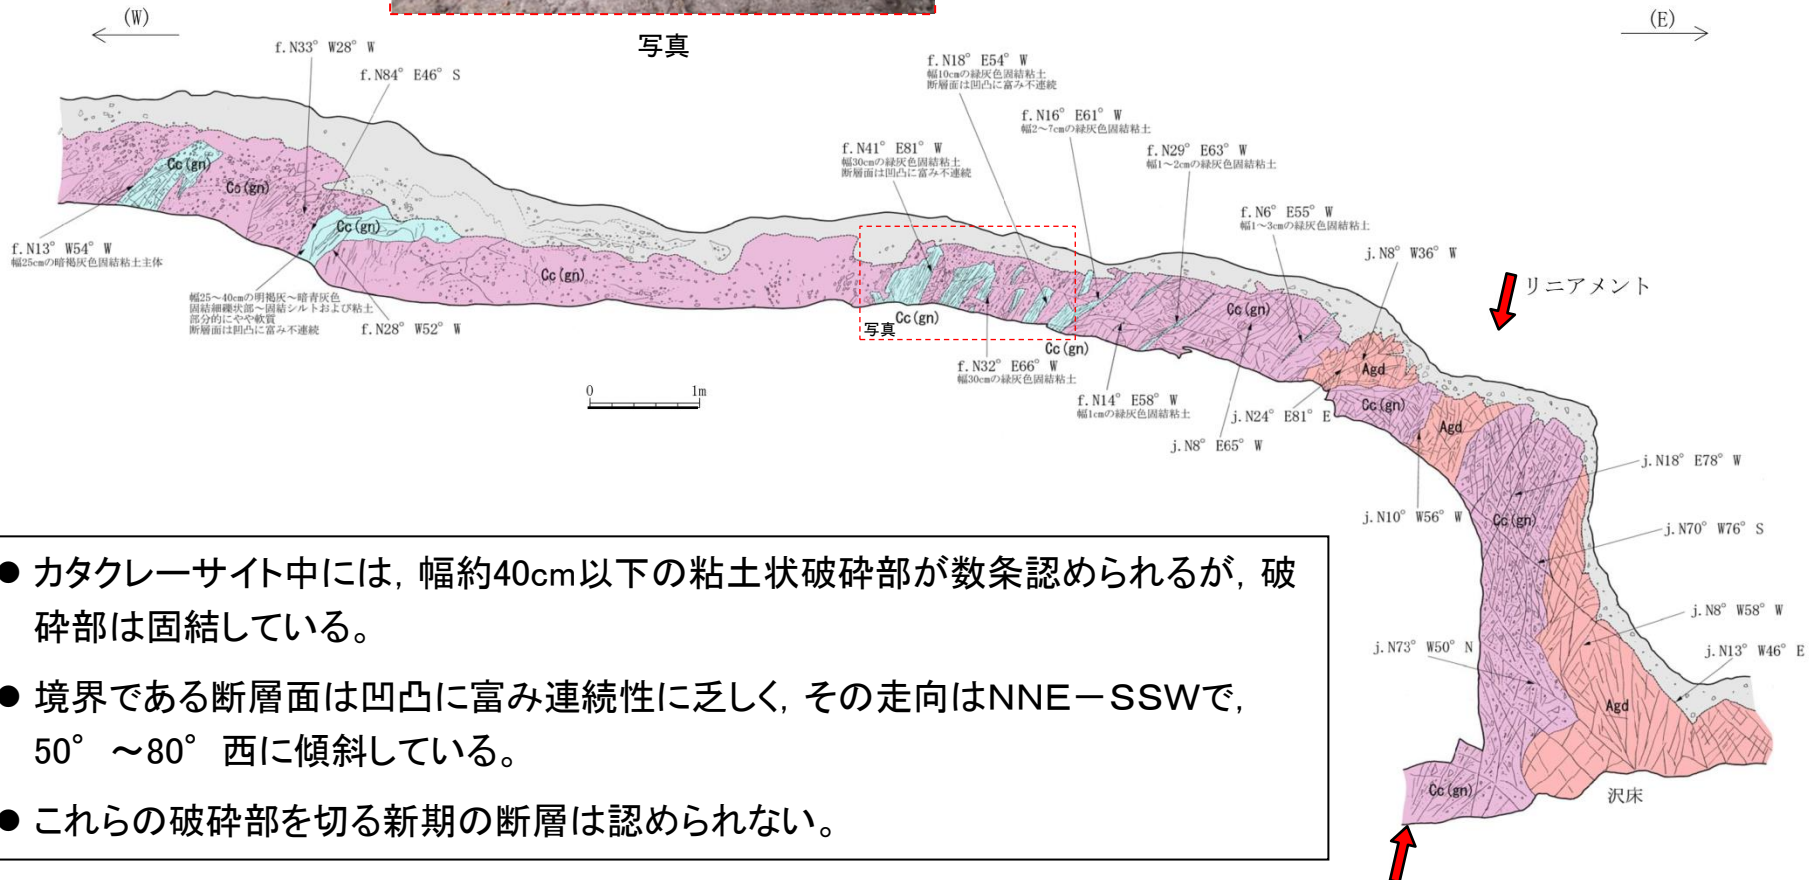 (W)
(E)
写真
f. N33° W28° W
f. N84° E46° S
f. N18° E54° W
幅10cmの緑灰色固結粘土
断層面は凹凸に富み不連続
f. N16° E61° W
幅2～7cmの緑灰色固結粘土
f. N41° E81° W
幅30cmの緑灰色固結粘土
断層面は凹凸に富み不連続
f. N29° E63° W
幅1～2cmの緑灰色固結粘土
f. N6° E55° W
幅1～3cmの緑灰色固結粘土
j. N8° W36° W
リニアメント
Cc(gn)
Cc(gn)
Cc(gn)
f. N13° W54° W
幅25cmの暗褐灰色固結粘土主体
Cc(gn)
幅25～40cmの明褐灰～暗青灰色
固結細礫状部～固結シルトおよび粘土
部分的にやや軟質
断層面は凹凸に富み不連続
f. N28° W52° W
Cc(gn)
Cc(gn)
写真
Cc(gn)
f. N32° E66° W
幅30cmの緑灰色固結粘土
0 1m
f. N14° E58° W
幅1cmの緑灰色固結粘土
Agd
Cc(gn)
j. N24° E81° E
Agd
j. N8° E65° W
j. N18° E78° W
j. N10° W56° W
Cc(gn)
j. N70° W76° S
j. N8° W58° W
j. N73° W50° N
j. N13° W46° E
Agd
Cc(gn)
沢床
● カタクレーサイト中には，幅約40cm以下の粘土状破砕部が数条認められるが，破
砕部は固結している。
● 境界である断層面は凹凸に富み連続性に乏しく，その走向はNNE－SSWで，
50° ～80° 西に傾斜している。
● これらの破砕部を切る新期の断層は認められない。